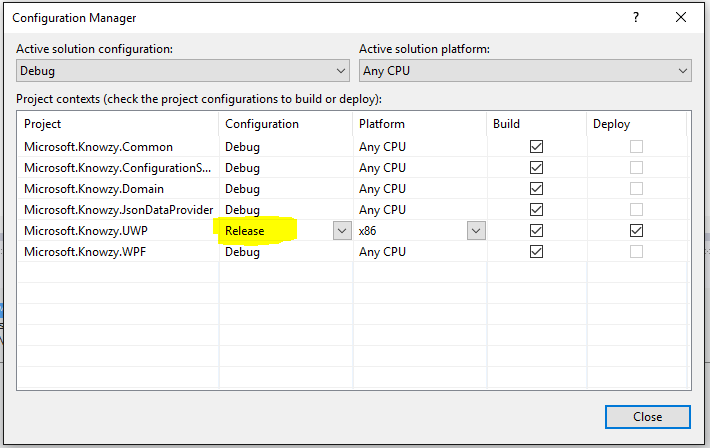 Configuration Manager
? ×
Active solution configuration: Active solution platform:
Debug Any CPU
Project contexts (check the project configurations to build or deploy):
Project Configuration Platform Build Deploy
Microsoft.Knowzy.Common Debug Any CPU
Microsoft.Knowzy.ConfigurationS... Debug Any CPU
Microsoft.Knowzy.Domain Debug Any CPU
Microsoft.Knowzy.JsonDataProvider Debug Any CPU
Microsoft.Knowzy.UWP Release x86
Microsoft.Knowzy.WPF Debug Any CPU
Close